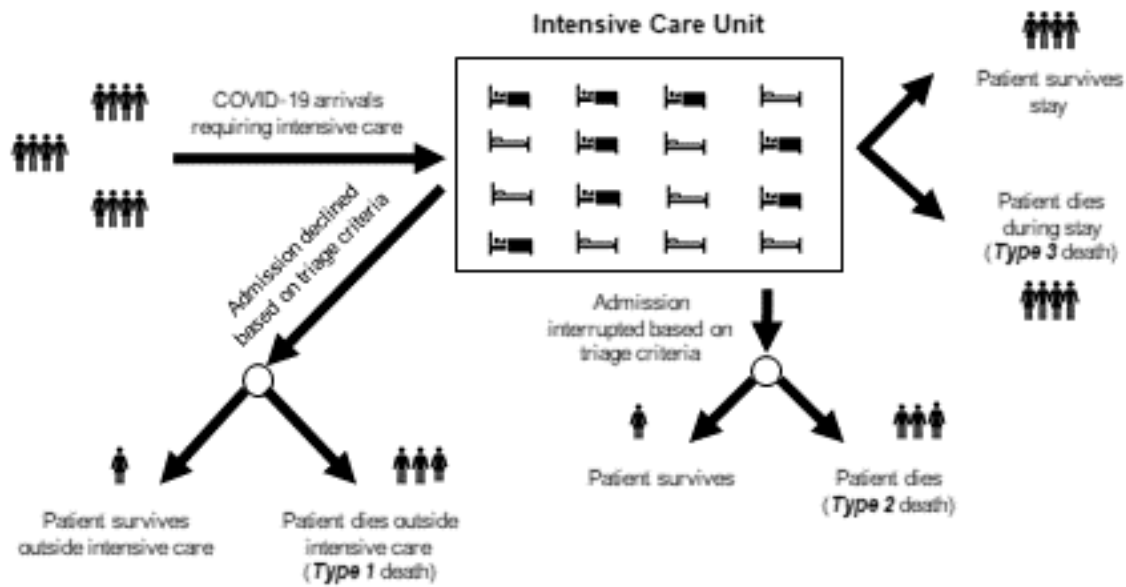 Intensive Care Unit
COVID-19 arrivals
requiring intensive care
Patient survives
stay
Patient dies
during stay
(Type 3 death)
Admission declined
based on triage criteria
Admission
interrupted based on
triage criteria
Patient survives
Patient dies
(Type 2 death)
Patient survives
outside intensive care
Patient dies outside
intensive care
(Type 1 death)